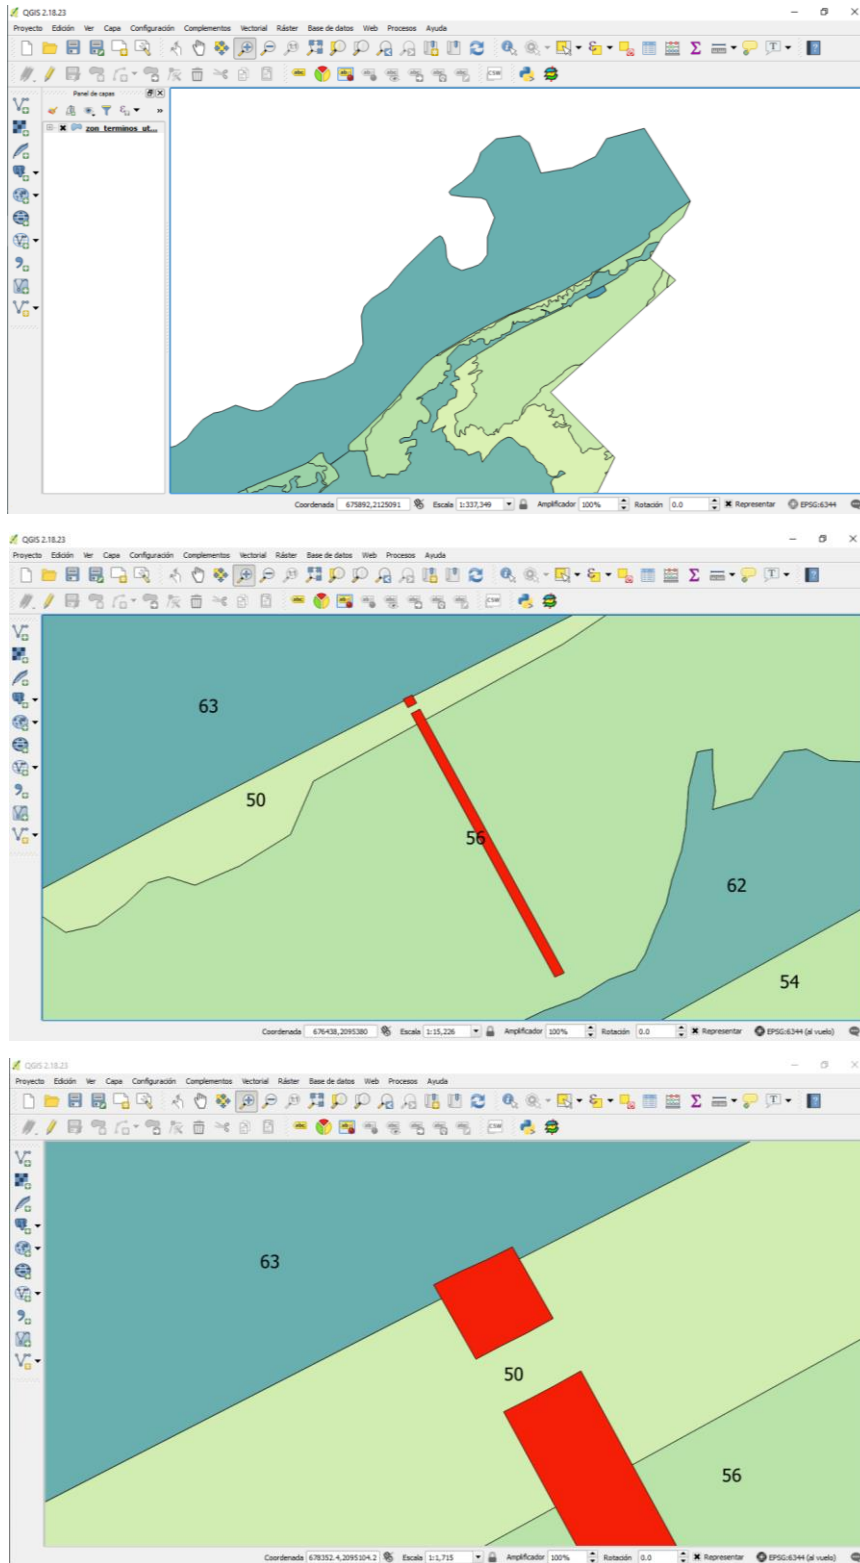 QGIS 2.18.23
Proyecto Edición Ver Capa Configuración Complementos Vectorial Ráster Base de datos Web Procesos Ayuda
Panel de capas
zon_terminos_ut...
Coordenada 675892,2125091 Escala 1:337,349 Amplificador 100% Rotación 0.0 Representar EPSG:6344
QGIS 2.18.23
Proyecto Edición Ver Capa Configuración Complementos Vectorial Ráster Base de datos Web Procesos Ayuda
63
50
56
62
54
Coordenada 676438,2095380 Escala 1:15,226 Amplificador 100% Rotación 0.0 Representar EPSG:6344 (al vuelo)
QGIS 2.18.23
Proyecto Edición Ver Capa Configuración Complementos Vectorial Ráster Base de datos Web Procesos Ayuda
63
50
56
Coordenada 678352.4,2095104.2 Escala 1:1,715 Amplificador 100% Rotación 0.0 Representar EPSG:6344 (al vuelo)